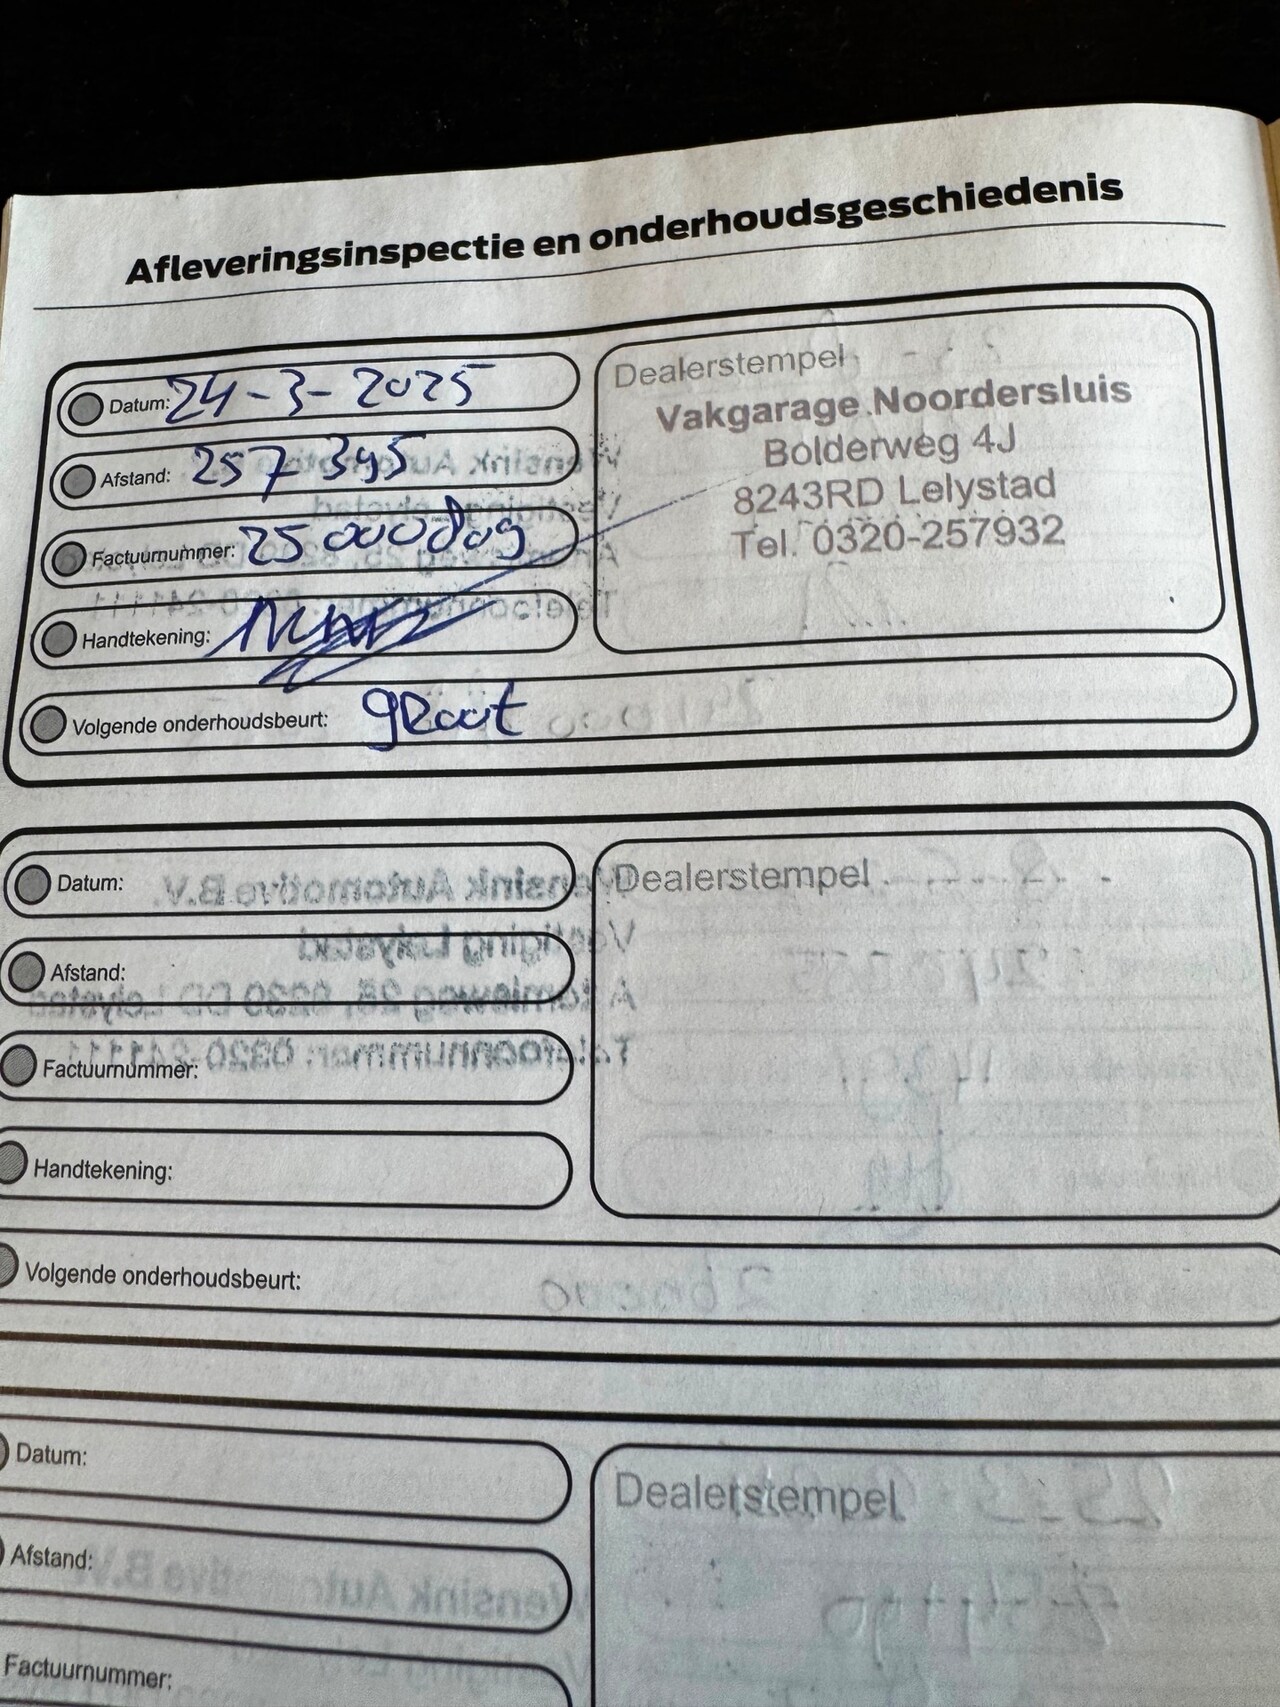 Afleveringsinspectie en onderhoudsgeschiedenis
Datum: 24-3-2025
Afstand: 257395
Factuurnummer:
Handtekening:
Volgende onderhoudsbeurt: groot
Dealerstempel
Vakgarage Noordersluis
Bolderweg 4J
8243RD Lelystad
Tel. 0320-257932
Datum:
Afstand:
Factuurnummer:
Handtekening:
Volgende onderhoudsbeurt:
Dealerstempel
Datum:
Afstand:
Factuurnummer:
Dealerstempel